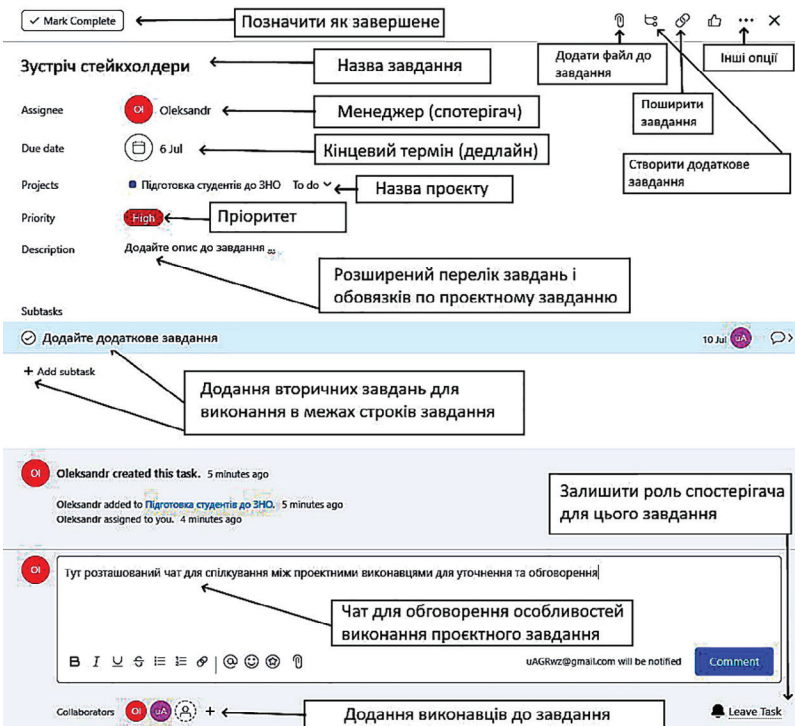 Mark Complete
Позначити як завершене
Зустріч стейкхолдери
Назва завдання
Додати файл до
завдання
Інші опції
Поширити
завдання
Створити додаткове
завдання
Assignee
OI
Oleksandr
Менеджер (спотерігач)
Due date
6 Jul
Кінцевий термін (дедлайн)
Projects
Підготовка студентів до ЗНО To do
Назва проєкту
Priority
High
Пріоритет
Description
Додайте опис до завдання
Розширений перелік завдань і
обовязків по проєктному завданню
Subtasks
Додайте додаткове завдання
10 Jul
uA
+ Add subtask
Додання вторичних завдань для
виконання в межах строків завдання
OI
Oleksandr created this task. 5 minutes ago
Oleksandr added to Підготовка студентів до ЗНО. 5 minutes ago
Oleksandr assigned to you. 4 minutes ago
Залишити роль спостерігача
для цього завдання
OI
Тут розташований чат для спілкування між проектними виконавцями для уточнення та обговорення
Чат для обговорення особливостей
виконання проєктного завдання
B I U S
uAGRwz@gmail.com will be notified
Comment
Collaborators
OI
uA
+
Додання виконавців до завдання
Leave Task